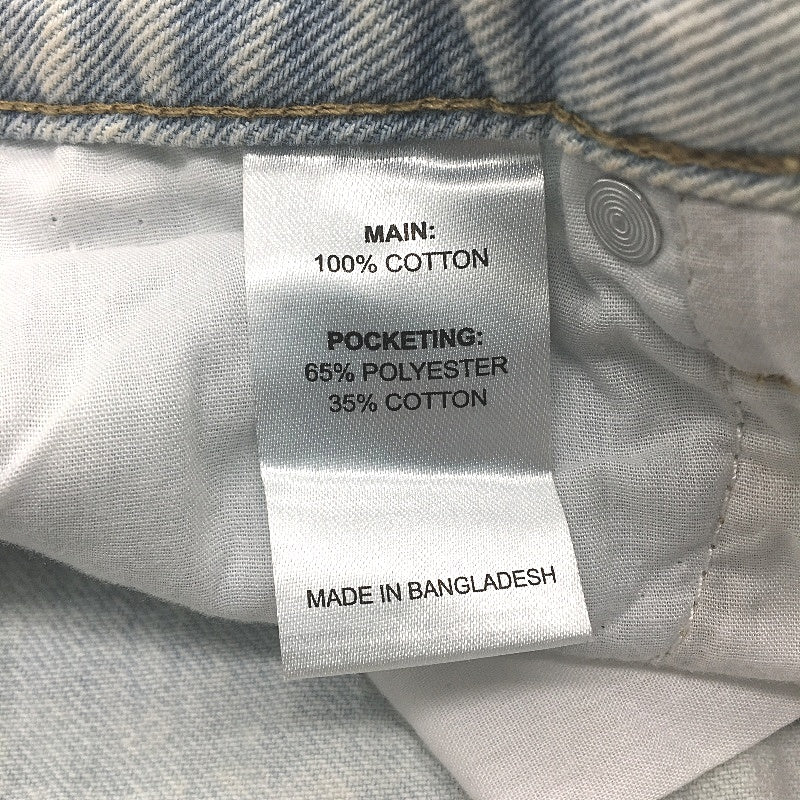 MAIN:
100% COTTON
POCKETING:
65% POLYESTER
35% COTTON
MADE IN BANGLADESH